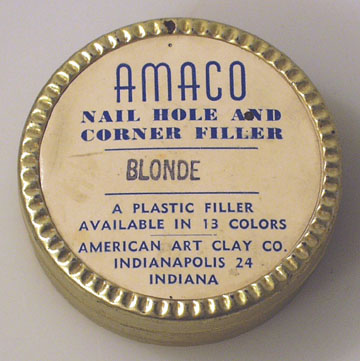 AMACO
NAIL HOLE AND
CORNER FILLER
BLONDE
A PLASTIC FILLER
AVAILABLE IN 13 COLORS
AMERICAN ART CLAY CO.
INDIANAPOLIS 24
INDIANA